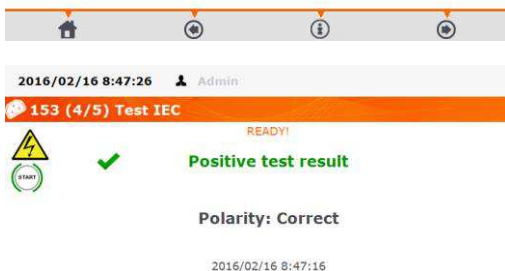 2016/02/16 8:47:26 Admin
153 (4/5) Test IEC
READY!
START
Positive test result
Polarity: Correct
2016/02/16 8:47:16